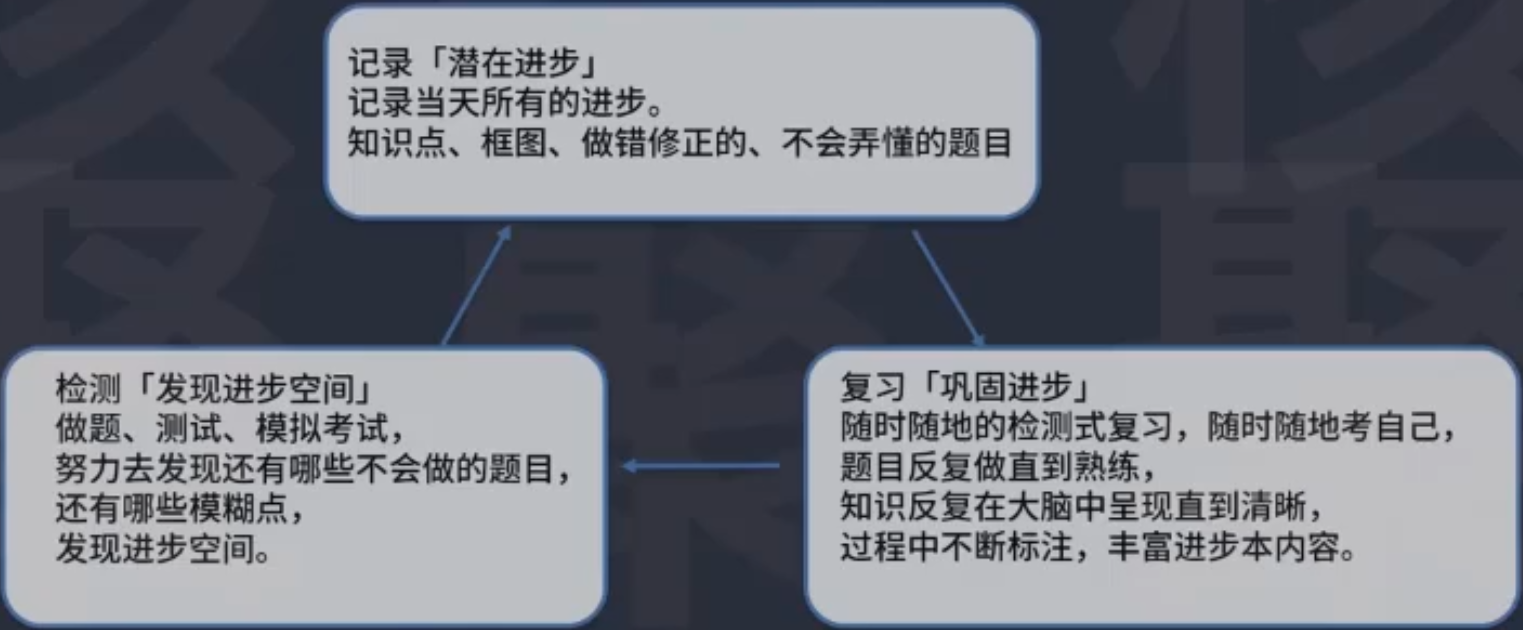 记录「潜在进步」
记录当天所有的进步。
知识点、框图、做错修正的、不会弄懂的题目
检测「发现进步空间」
做题、测试、模拟考试，
努力去发现还有哪些不会做的题目，
还有哪些模糊点，
发现进步空间。
复习「巩固进步」
随时随地的检测式复习，随时随地考自己，
题目反复做直到熟练，
知识反复在大脑中呈现直到清晰，
过程中不断标注，丰富进步本内容。